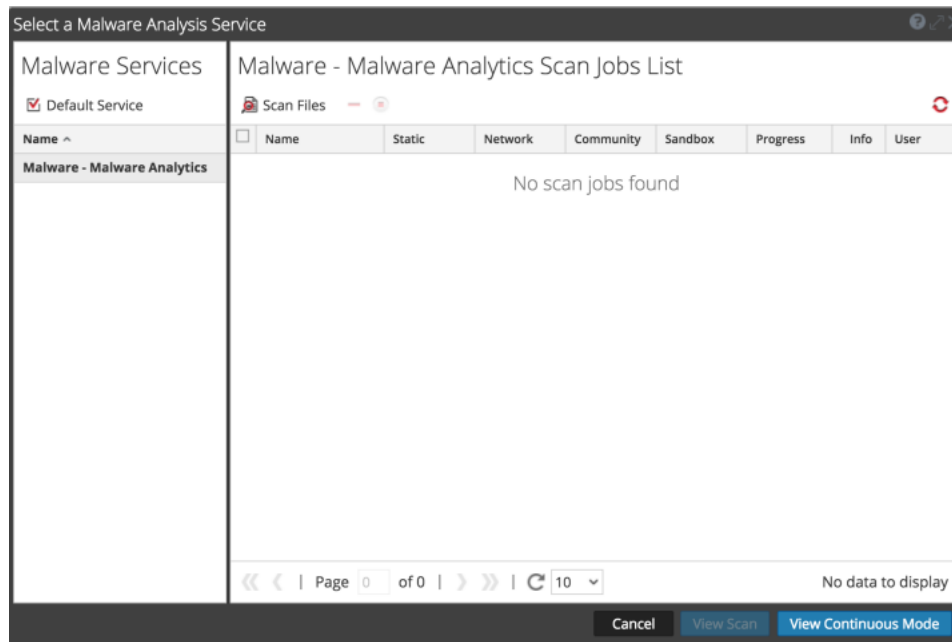 Select a Malware Analysis Service
Malware Services
Default Service
Name
Malware - Malware Analytics
Malware - Malware Analytics Scan Jobs List
Scan Files
Name Static Network Community Sandbox Progress Info User
No scan jobs found
Page 0 of 0 | 10 No data to display
Cancel View Scan View Continuous Mode